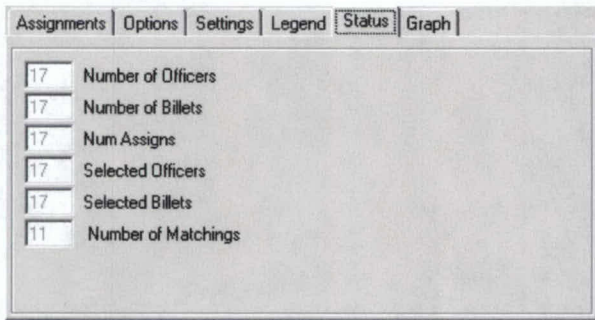 Assignments Options Settings Legend Status Graph
17 Number of Officers
17 Number of Billets
17 Num Assigns
17 Selected Officers
17 Selected Billets
11 Number of Matchings